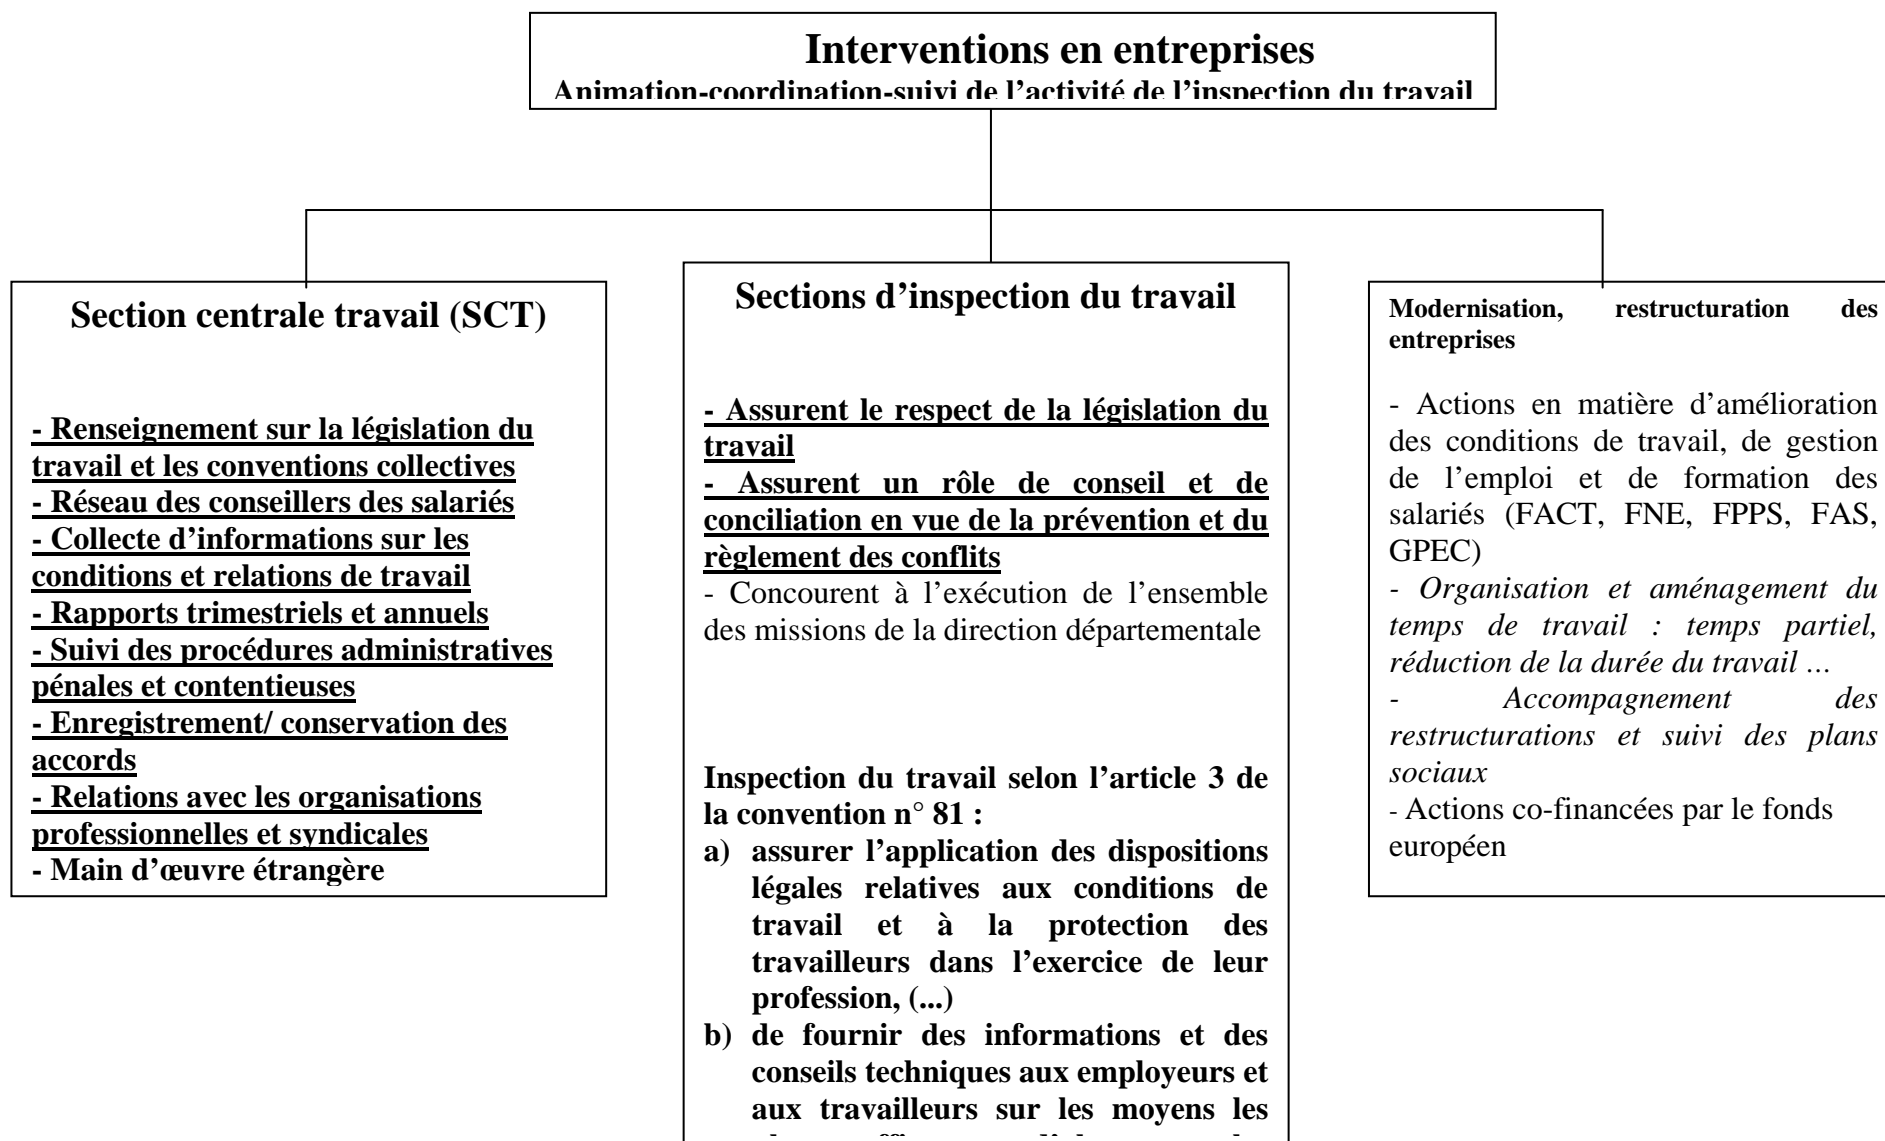 Interventions en entreprises
Animation-coordination-suivi de l’activité de l’inspection du travail
Section centrale travail (SCT)
- Renseignement sur la législation du
travail et les conventions collectives
- Réseau des conseillers des salariés
- Collecte d’informations sur les
conditions et relations de travail
- Rapports trimestriels et annuels
- Suivi des procédures administratives
pénales et contentieuses
- Enregistrement/ conservation des
accords
- Relations avec les organisations
professionnelles et syndicales
- Main d’œuvre étrangère
Sections d’inspection du travail
- Assurent le respect de la législation du
travail
- Assurent un rôle de conseil et de
conciliation en vue de la prévention et du
règlement des conflits
- Concourent à l’exécution de l’ensemble
des missions de la direction départementale
Inspection du travail selon l’article 3 de
la convention n° 81 :
a) assurer l’application des dispositions
légales relatives aux conditions de
travail et à la protection des
travailleurs dans l’exercice de leur
profession, (...)
b) de fournir des informations et des
conseils techniques aux employeurs et
aux travailleurs sur les moyens les
Modernisation, restructuration des
entreprises
- Actions en matière d’amélioration
des conditions de travail, de gestion
de l’emploi et de formation des
salariés (FACT, FNE, FPPS, FAS,
GPEC)
- Organisation et aménagement du
temps de travail : temps partiel,
réduction de la durée du travail ...
- Accompagnement des
restructurations et suivi des plans
sociaux
- Actions co-financées par le fonds
européen